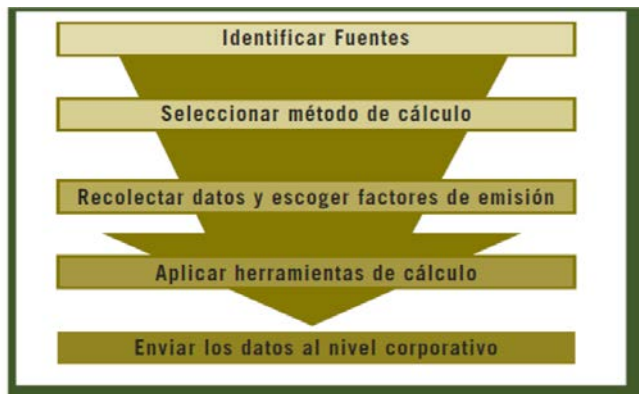 Identificar Fuentes
Seleccionar método de cálculo
Recolectar datos y escoger factores de emisión
Aplicar herramientas de cálculo
Enviar los datos al nivel corporativo